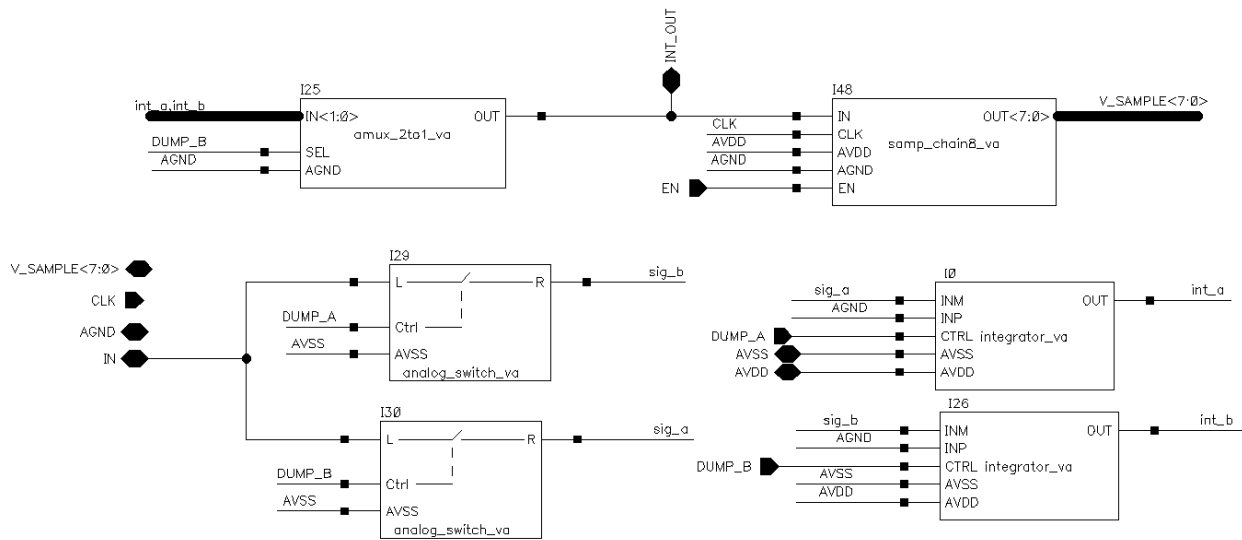 INT_OUT
I25
int_a,int_b
IN<1:0>
OUT
amux_2to1_va
DUMP_B
SEL
AGND
AGND
I48
IN
OUT<7:0>
V_SAMPLE<7:0>
CLK
CLK
AVDD
AVDD
samp_chain8_va
AGND
AGND
EN
EN
V_SAMPLE<7:0>
CLK
AGND
IN
I29
L
R
sig_b
DUMP_A
Ctrl
AVSS
AVSS
analog_switch_va
I30
L
R
sig_a
DUMP_B
Ctrl
AVSS
AVSS
analog_switch_va
I0
sig_a
INM
OUT
int_a
AGND
INP
DUMP_A
CTRL
integrator_va
AVSS
AVSS
AVDD
AVDD
I26
sig_b
INM
OUT
int_b
AGND
INP
DUMP_B
CTRL
integrator_va
AVSS
AVSS
AVDD
AVDD